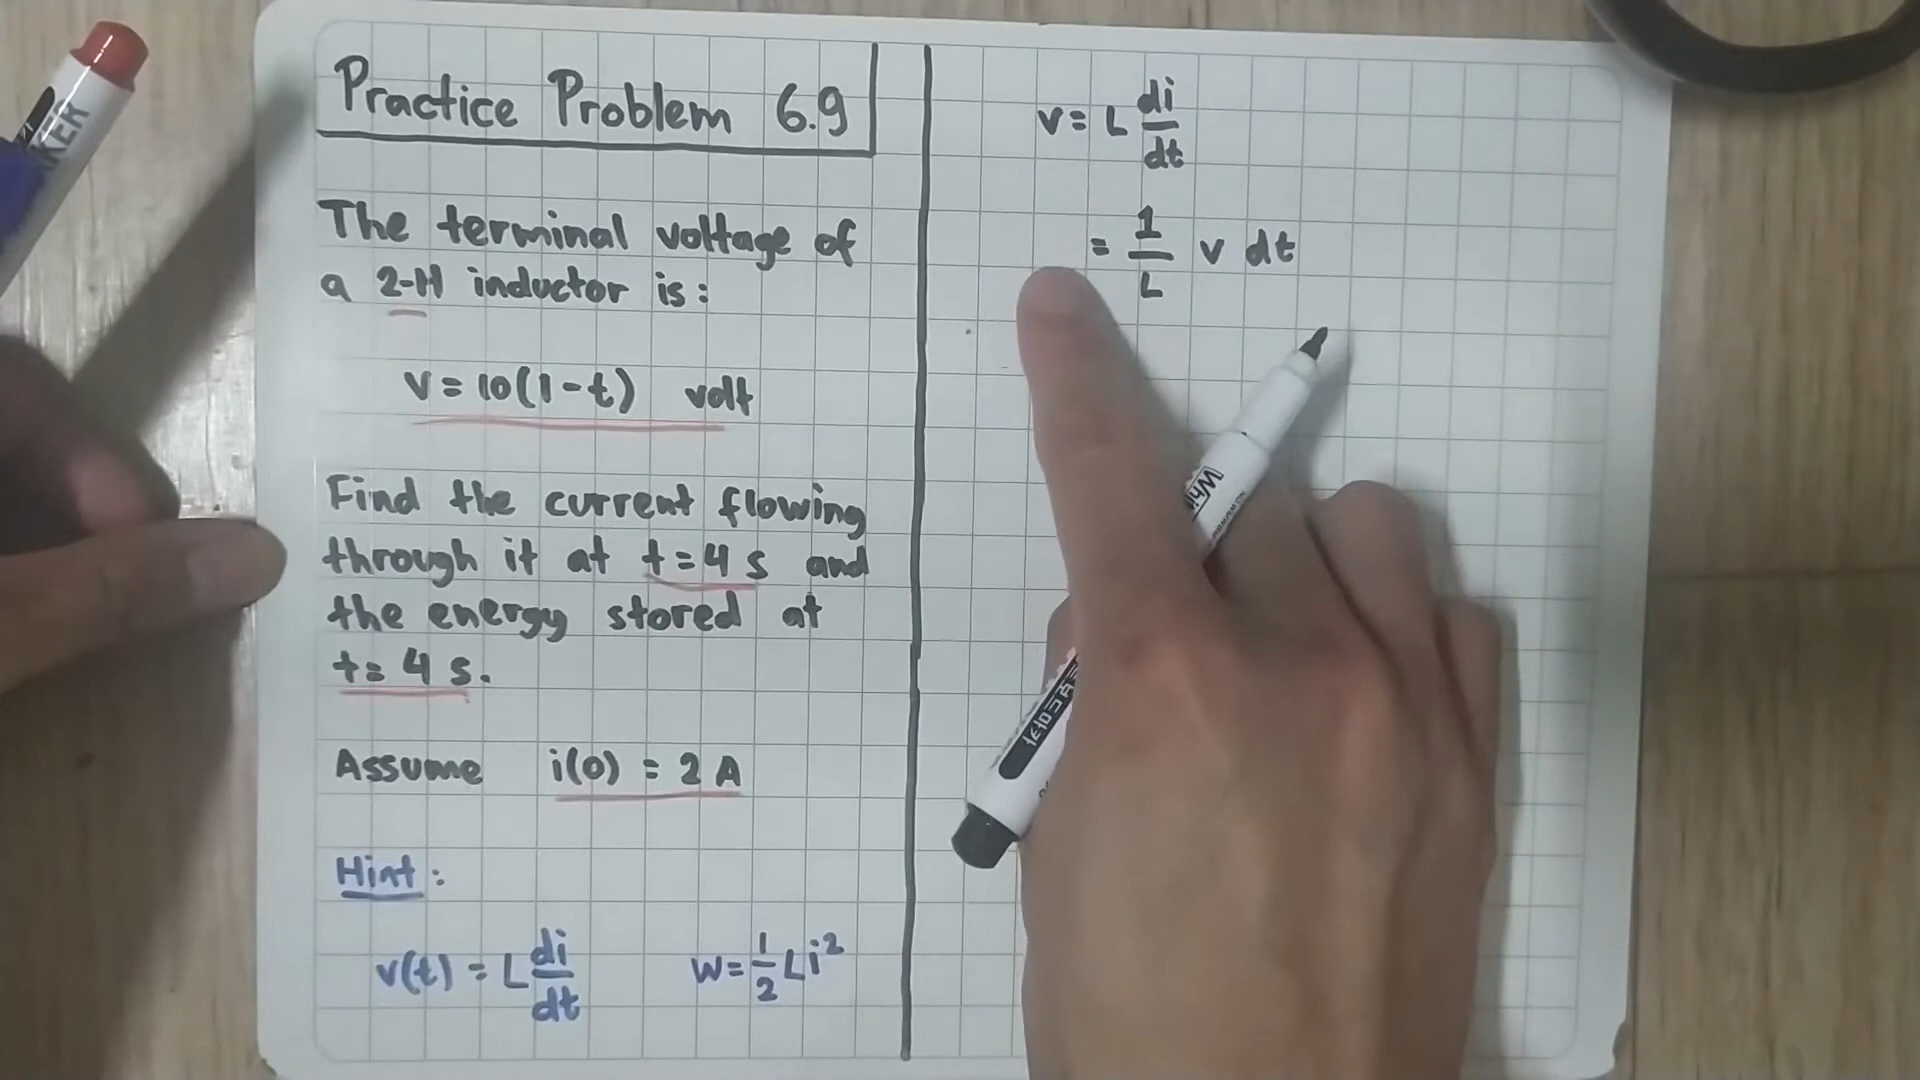 Practice Problem 6.9
The terminal voltage of
a 2-H inductor is:
v = 10(1-t) volt
Find the current flowing
through it at t = 4 s and
the energy stored at
t = 4 s.
Assume i(0) = 2 A
Hint:
v(t) = L di/dt
W = 1/2 Li²
v = L di/dt
= 1/L v dt
KER